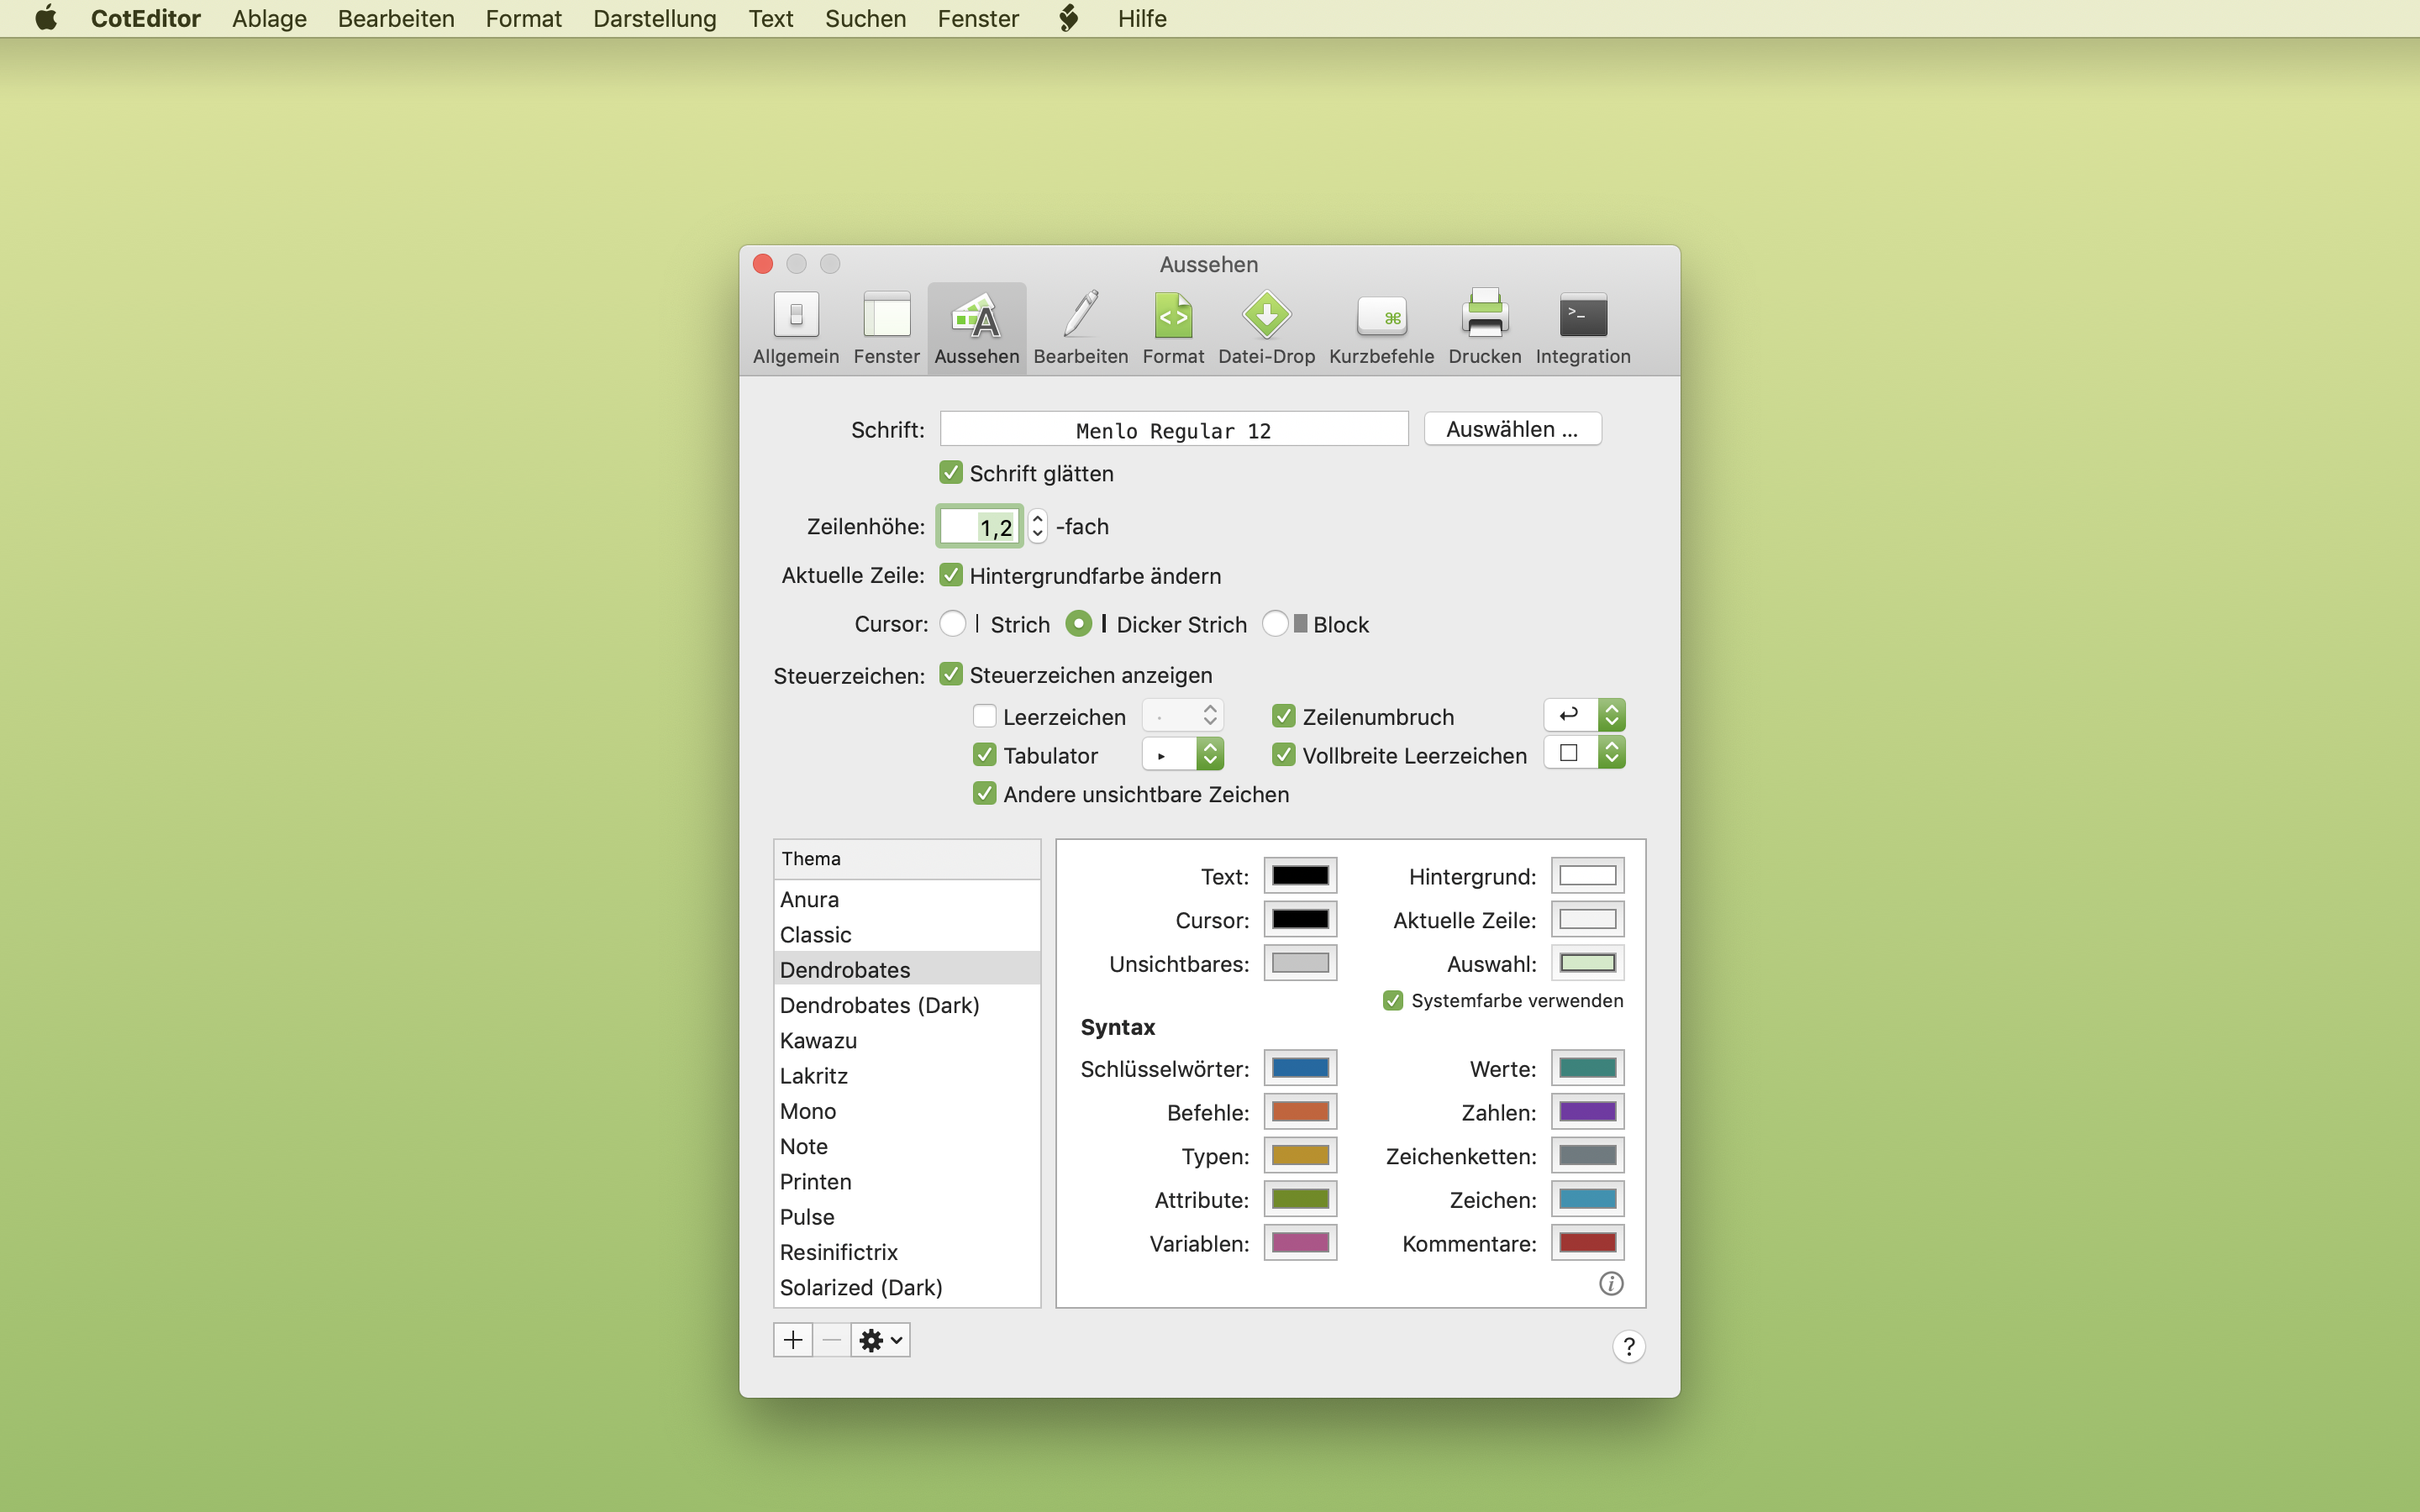 CotEditor Ablage Bearbeiten Format Darstellung Text Suchen Fenster Hilfe
Aussehen
Allgemein Fenster Aussehen Bearbeiten Format Datei-Drop Kurzbefehle Drucken Integration
Schrift: Menlo Regular 12 Auswählen ...
Schrift glätten
Zeilenhöhe: 1,2 -fach
Aktuelle Zeile: Hintergrundfarbe ändern
Cursor: Strich Dicker Strich Block
Steuerzeichen: Steuerzeichen anzeigen
Leerzeichen Zeilenumbruch
Tabulator Vollbreite Leerzeichen
Andere unsichtbare Zeichen
Thema
Anura
Classic
Dendrobates
Dendrobates (Dark)
Kawazu
Lakritz
Mono
Note
Printen
Pulse
Resinifictrix
Solarized (Dark)
Text: Hintergrund:
Cursor: Aktuelle Zeile:
Unsichtbares: Auswahl:
Systemfarbe verwenden
Syntax
Schlüsselwörter: Werte:
Befehle: Zahlen:
Typen: Zeichenketten:
Attribute: Zeichen:
Variablen: Kommentare: